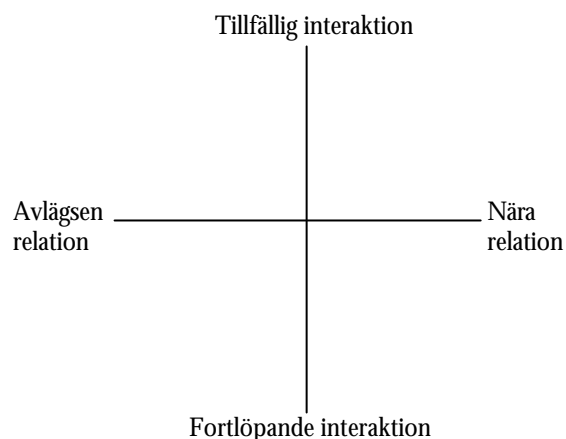 Tillfällig interaktion
Avlägsen
relation
Nära
relation
Fortlöpande interaktion